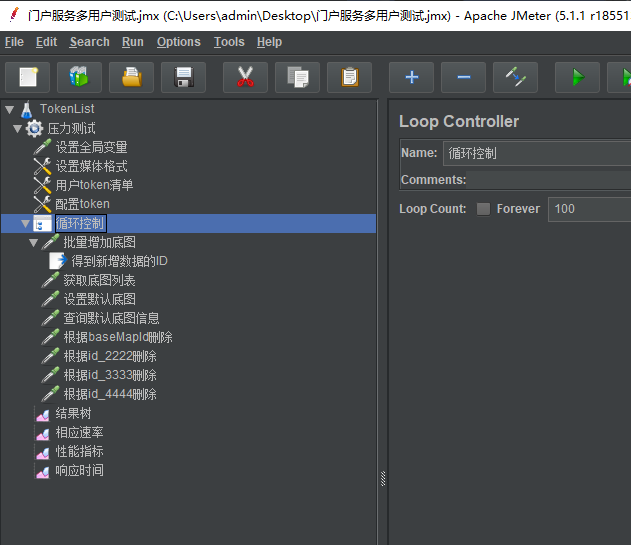 门户服务多用户测试.jmx (C:\Users\admin\Desktop\门户服务多用户测试.jmx) - Apache JMeter (5.1.1 r18551
File Edit Search Run Options Tools Help
TokenList
压力测试
设置全局变量
设置媒体格式
用户token清单
配置token
循环控制
批量增加底图
得到新增数据的ID
获取底图列表
设置默认底图
查询默认底图信息
根据baseMapId删除
根据id_2222删除
根据id_3333删除
根据id_4444删除
结果树
相应速率
性能指标
响应时间
Loop Controller
Name: 循环控制
Comments:
Loop Count: Forever 100